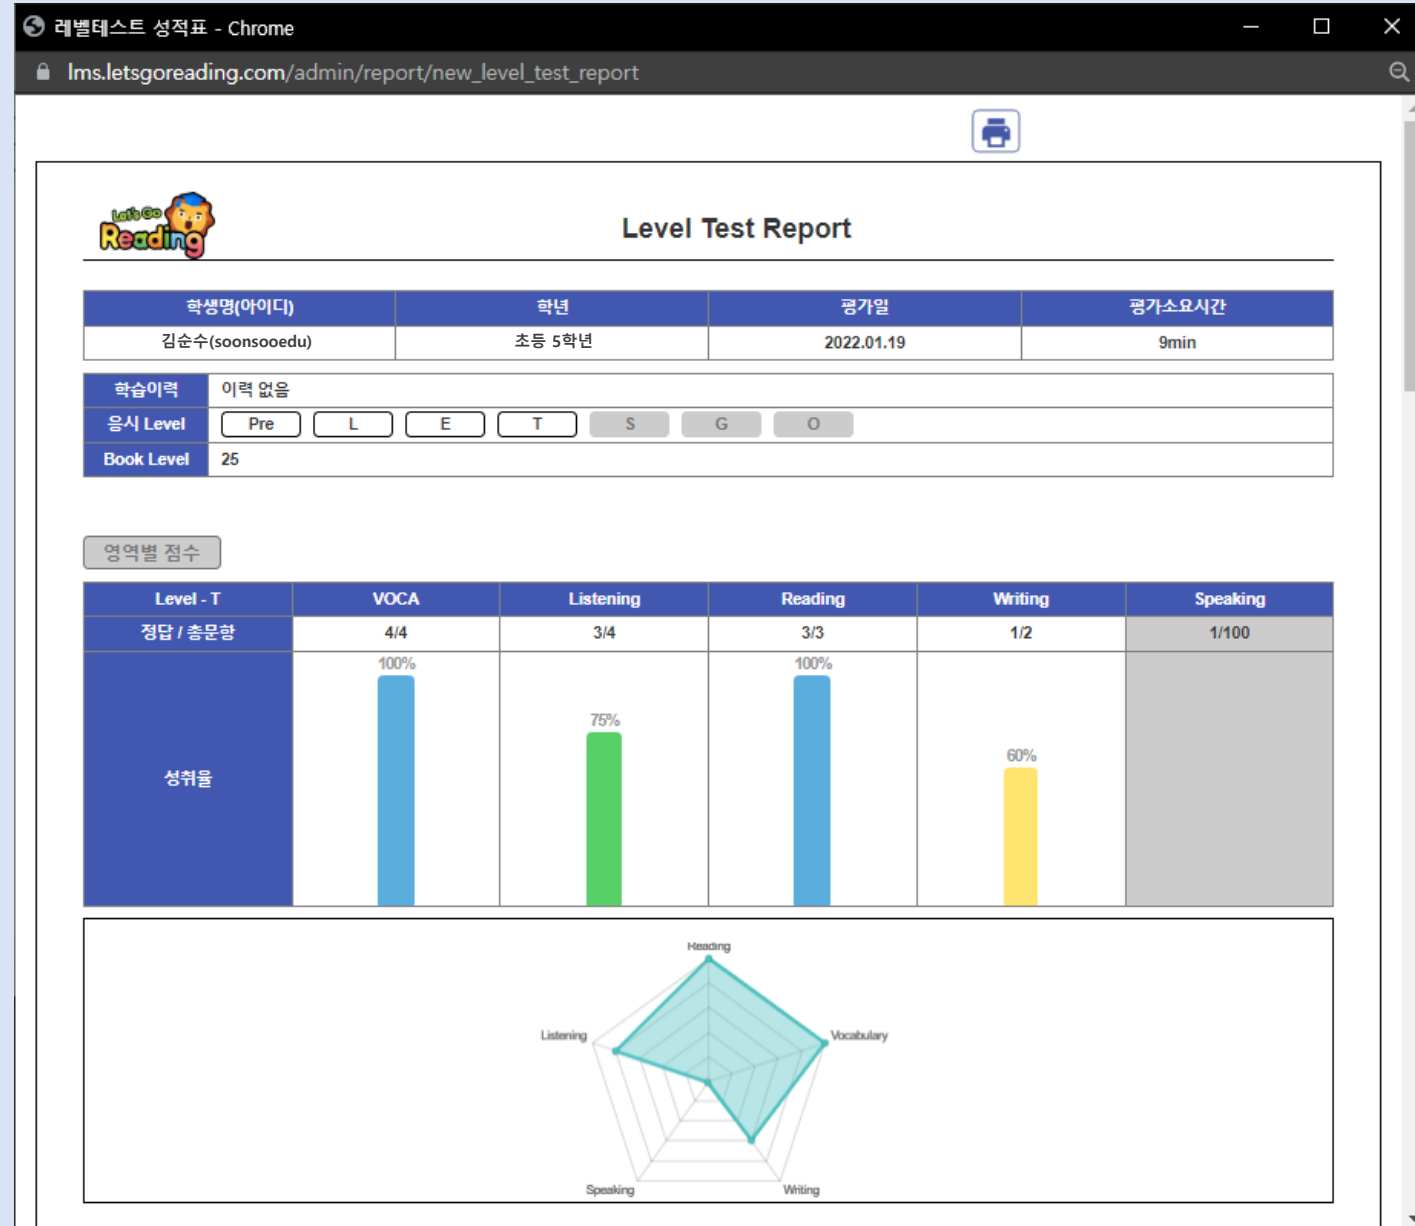 레벨테스트 성적표 - Chrome
lms.letsgoreading.com/admin/report/new_level_test_report
Let's Go
Reading
Level Test Report
학생명(아이디) 학년 평가일 평가소요시간
김순수(soonsooedu) 초등 5학년 2022.01.19 9min
학습이력 이력 없음
응시 Level Pre L E T S G O
Book Level 25
영역별 점수
Level - T VOCA Listening Reading Writing Speaking
정답 / 총문항 4/4 3/4 3/3 1/2 1/100
100% 100%
75%
60%
성취율
Reading
Listening Vocabulary
Speaking Writing